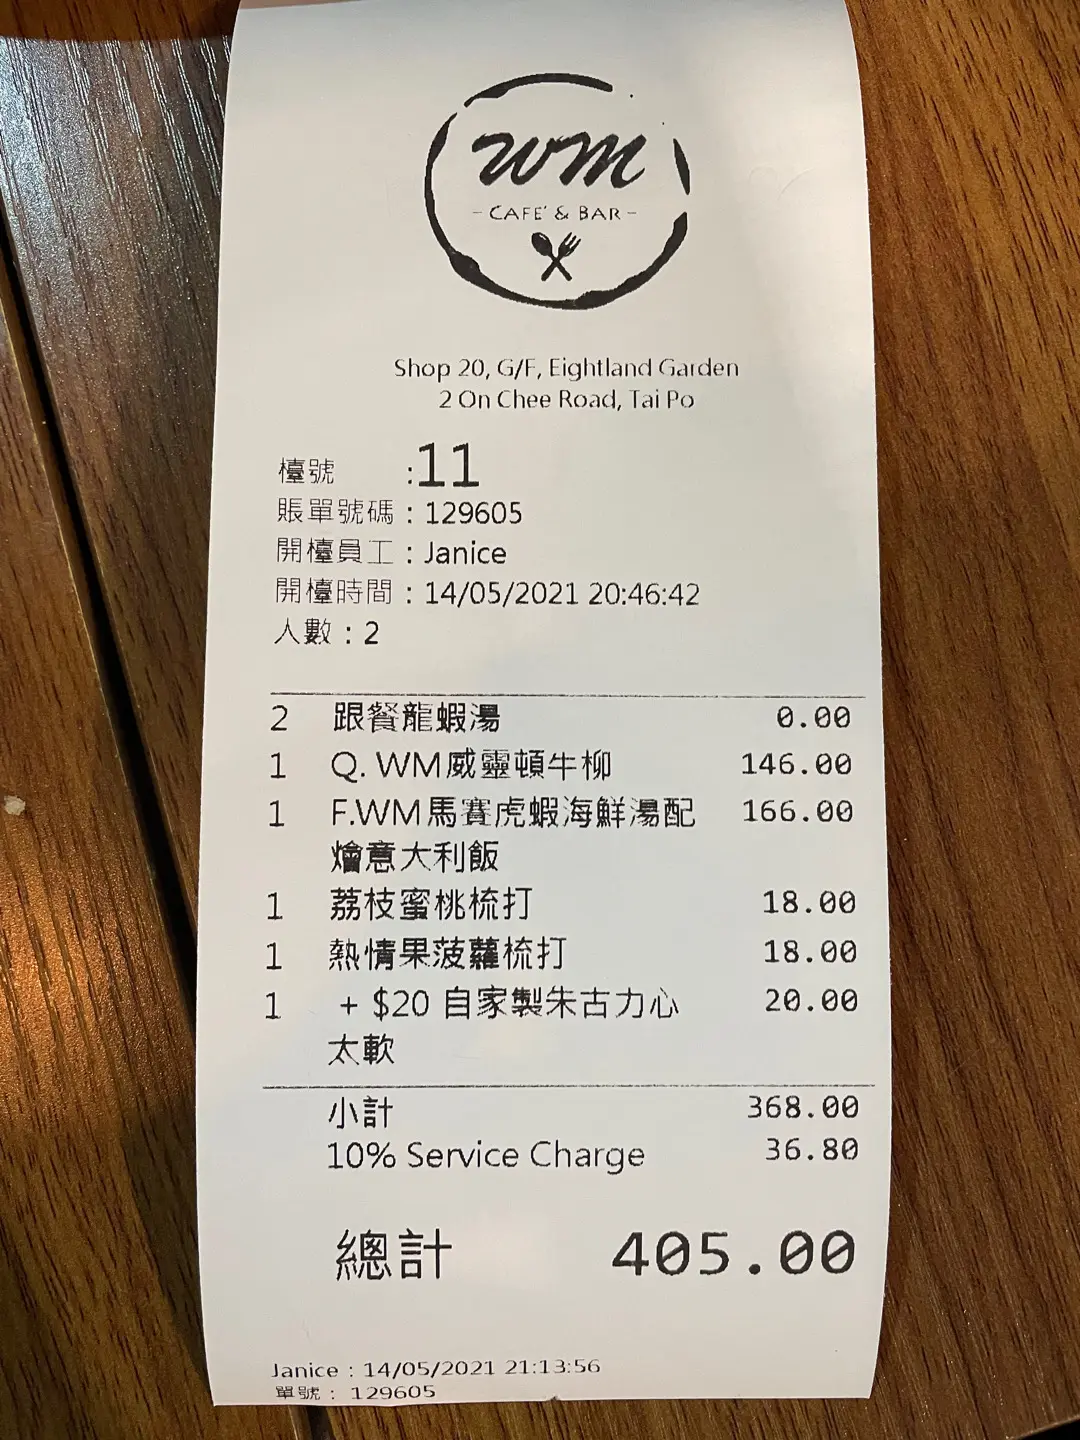 wm
- CAFE' & BAR -
Shop 20, G/F, Eightland Garden
2 On Chee Road, Tai Po
檯號 :11
賬單號碼 : 129605
開檯員工 : Janice
開檯時間 : 14/05/2021 20:46:42
人數 : 2
2 跟餐龍蝦湯 0.00
1 Q. WM威靈頓牛柳 146.00
1 F.WM馬賽虎蝦海鮮湯配 166.00
燴意大利飯
1 荔枝蜜桃梳打 18.00
1 熱情果菠蘿梳打 18.00
1 + $20 自家製朱古力心 20.00
太軟
小計 368.00
10% Service Charge 36.80
總計 405.00
Janice : 14/05/2021 21:13:56
單號 : 129605